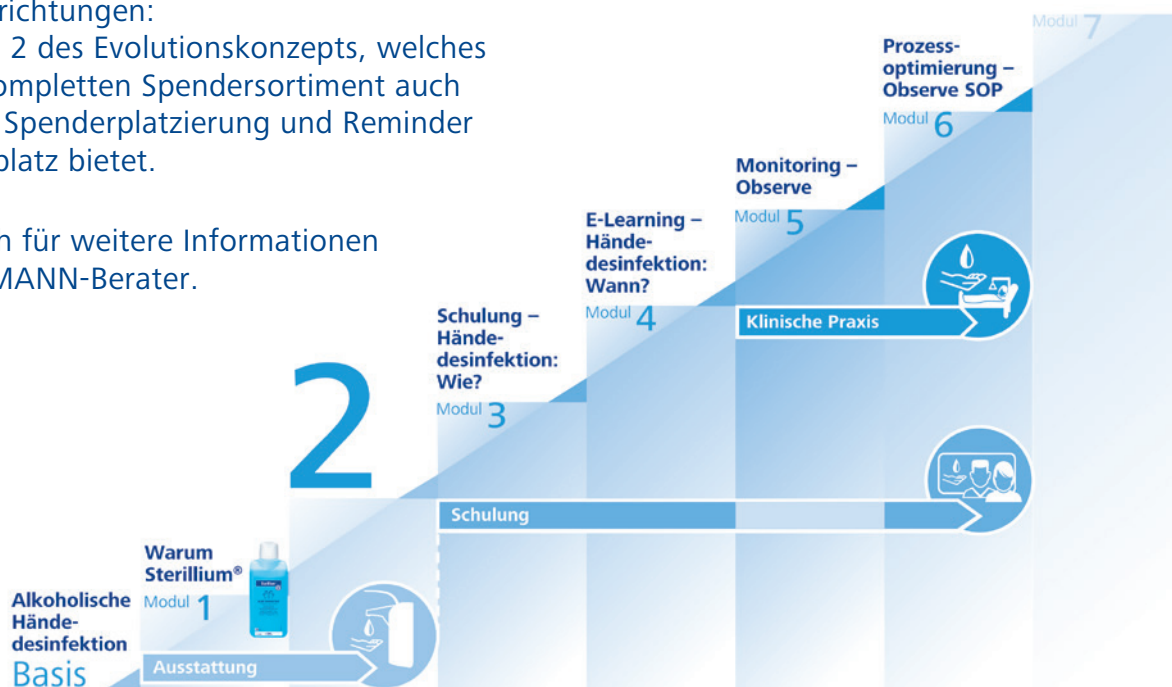 richtungen:
2 des Evolutionskonzepts, welches
ompletten Spendersortiment auch
Spenderplatzierung und Reminder
platz bietet.
n für weitere Informationen
MANN-Berater.
Modul 7
Prozess-
optimierung –
Observe SOP
Modul 6
Monitoring –
Observe
Modul 5
E-Learning –
Hände-
desinfektion:
Wann?
Modul 4
Klinische Praxis
Schulung –
Hände-
desinfektion:
Wie?
Modul 3
2
Schulung
Warum
Sterillium®
Modul 1
Alkoholische
Hände-
desinfektion
Basis
Ausstattung